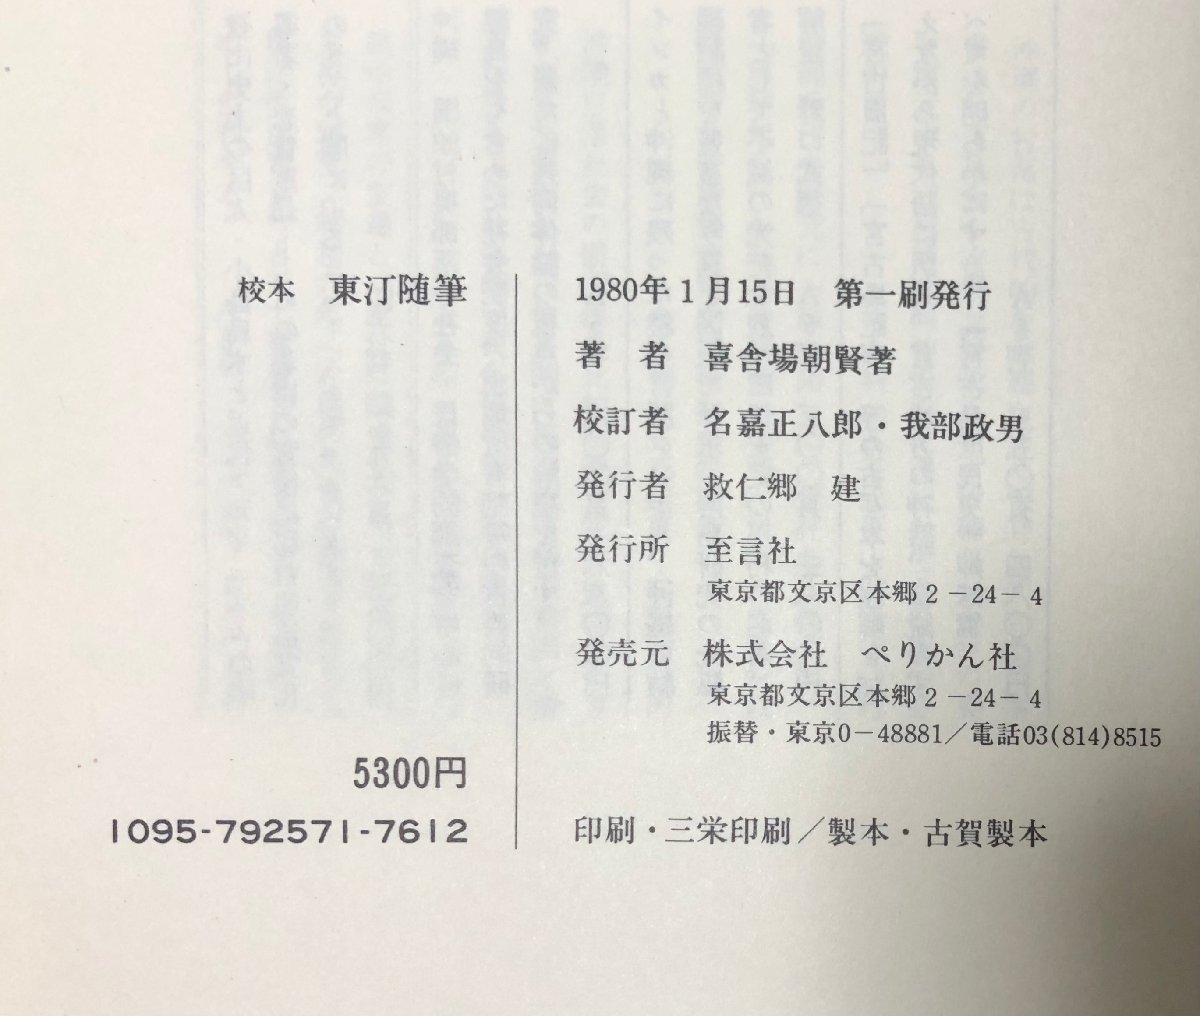 校本　東汀随筆
1980年1月15日　第一刷発行
著　者　喜舎場朝賢著
校訂者　名嘉正八郎・我部政男
発行者　救仁郷　建
発行所　至言社
東京都文京区本郷2－24－4
発売元　株式会社　ぺりかん社
東京都文京区本郷2－24－4
振替・東京0－48881／電話03(814)8515
5300円
1095-792571-7612
印刷・三栄印刷／製本・古賀製本